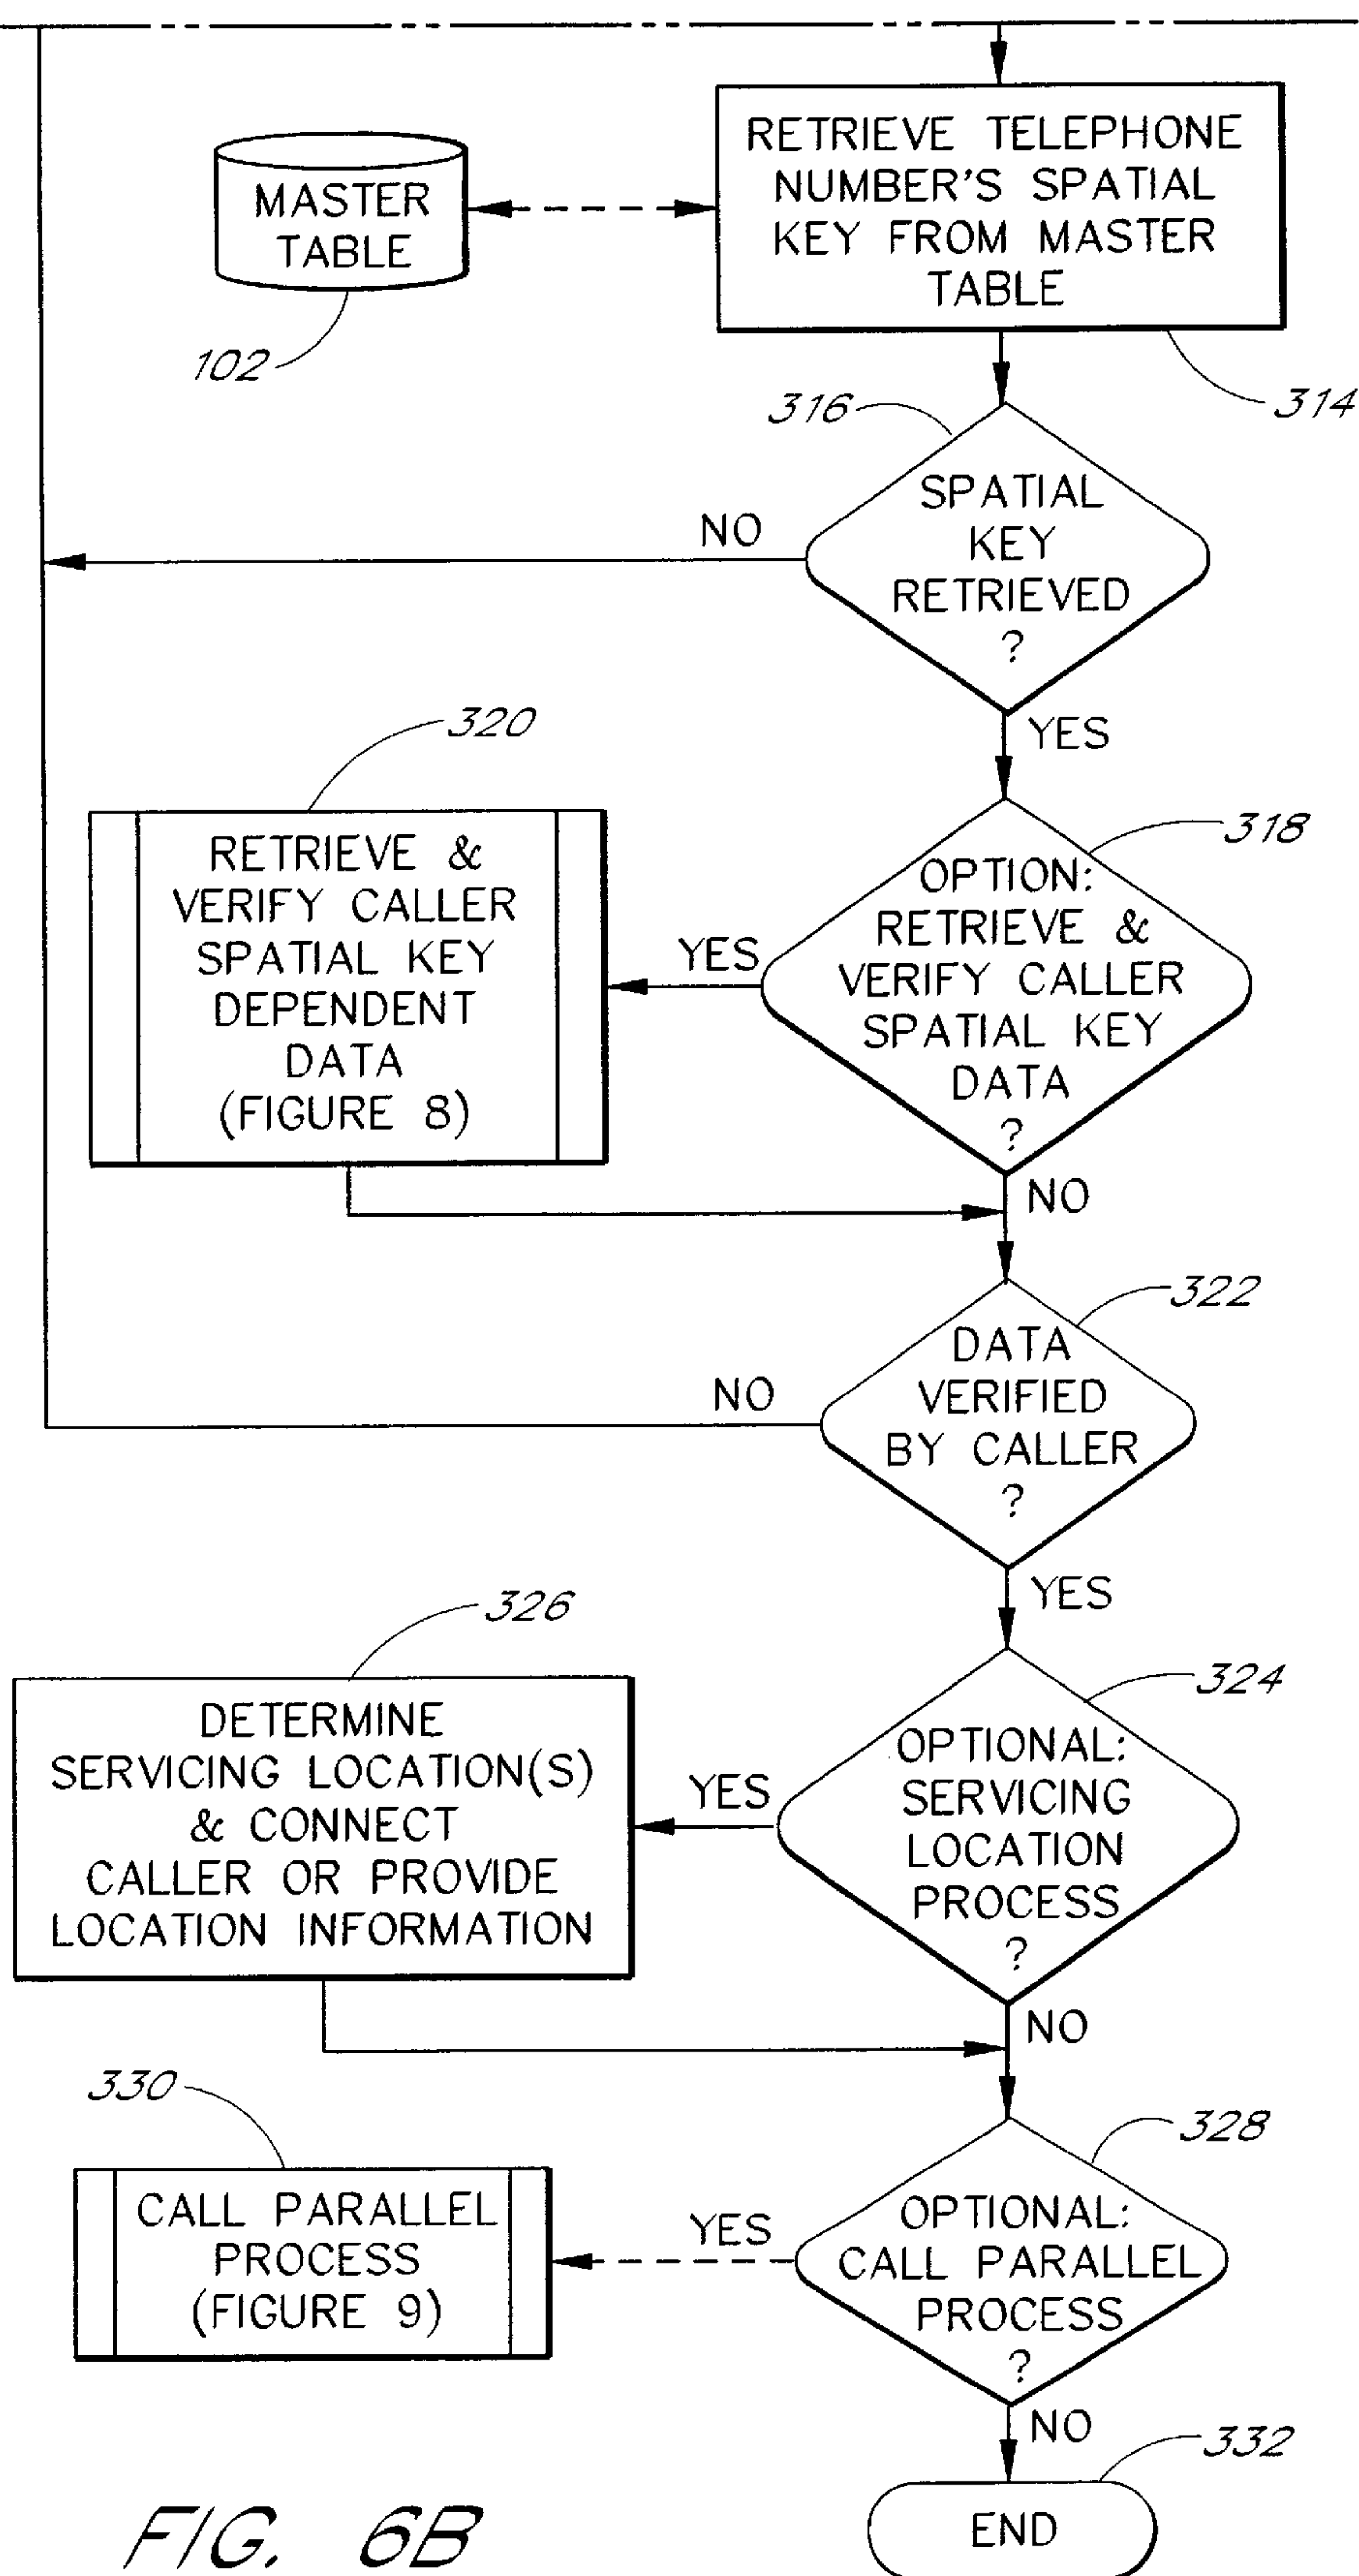 RETRIEVE TELEPHONE
NUMBER'S SPATIAL
KEY FROM MASTER
TABLE
MASTER
TABLE
102
314
316
SPATIAL
KEY
RETRIEVED
?
NO
YES
320
318
RETRIEVE &
VERIFY CALLER
SPATIAL KEY
DEPENDENT
DATA
(FIGURE 8)
YES
OPTION:
RETRIEVE &
VERIFY CALLER
SPATIAL KEY
DATA
?
NO
322
DATA
VERIFIED
BY CALLER
?
NO
YES
326
324
DETERMINE
SERVICING LOCATION(S)
& CONNECT
CALLER OR PROVIDE
LOCATION INFORMATION
YES
OPTIONAL:
SERVICING
LOCATION
PROCESS
?
NO
330
328
CALL PARALLEL
PROCESS
(FIGURE 9)
YES
OPTIONAL:
CALL PARALLEL
PROCESS
?
NO
332
END
FIG. 6B